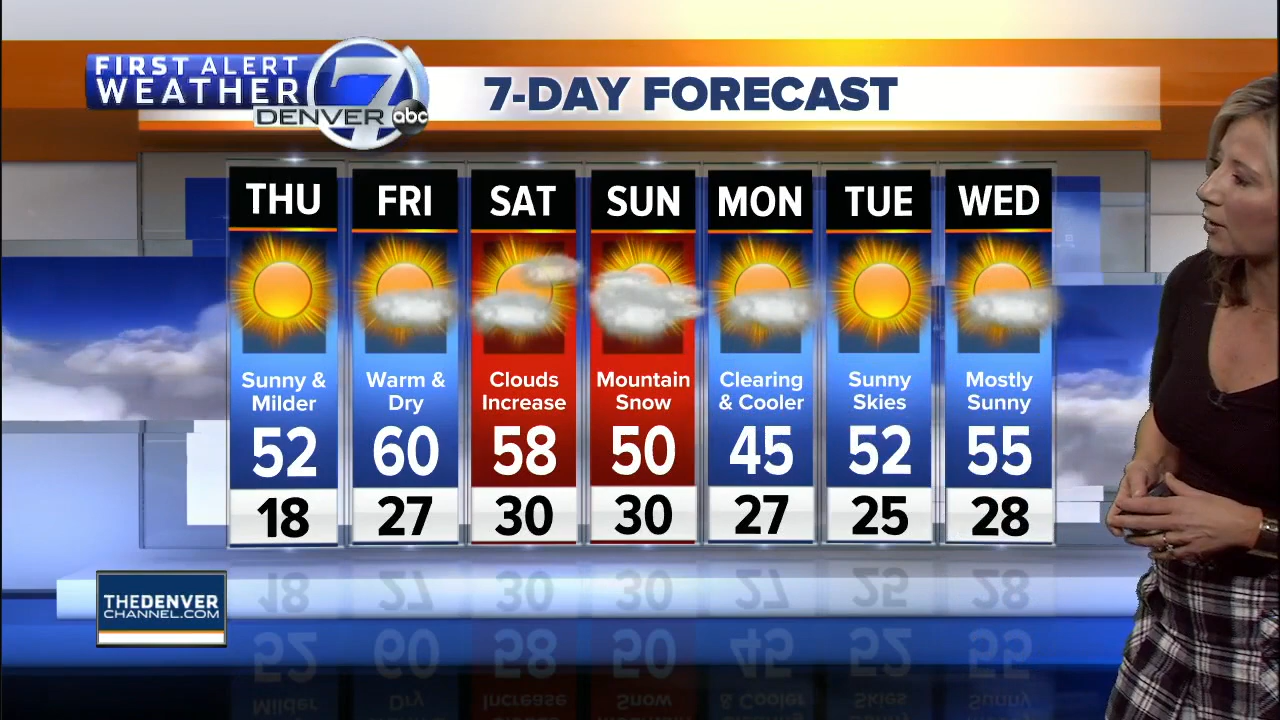 FIRST ALERT
WEATHER
7
DENVER
abc
7-DAY FORECAST
THU
FRI
SAT
SUN
MON
TUE
WED
Sunny &
Milder
Warm &
Dry
Clouds
Increase
Mountain
Snow
Clearing
& Cooler
Sunny
Skies
Mostly
Sunny
52
60
58
50
45
52
55
18
27
30
30
27
25
28
THEDENVER
CHANNEL.COM